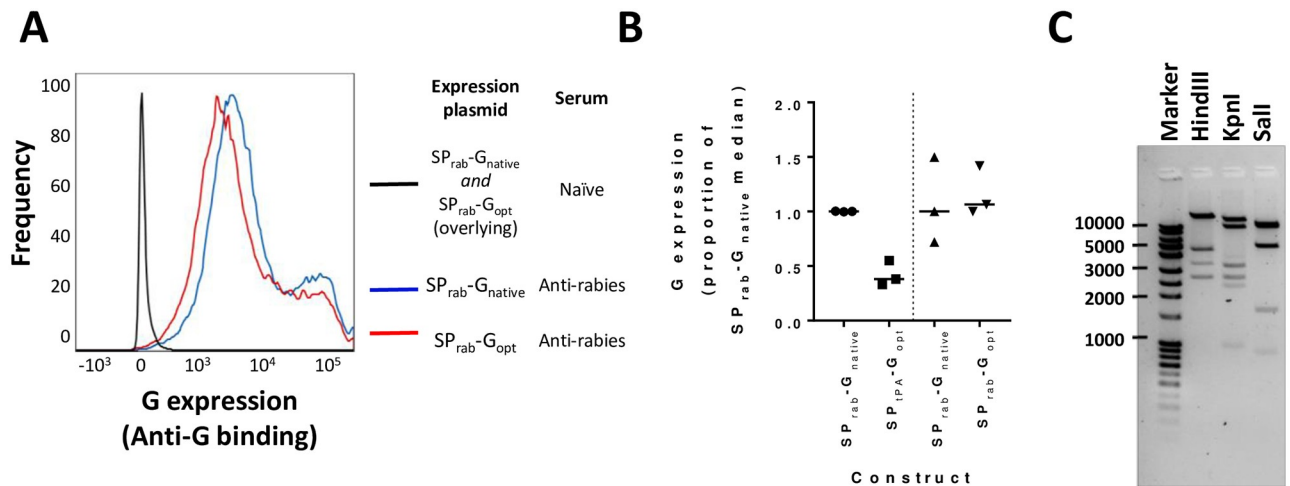 A
100
80
60
40
20
0
Frequency
-10³ 0 10³ 10⁴ 10⁵
G expression
(Anti-G binding)
Expression
plasmid
Serum
SPrab-Gnative
and
SPrab-Gopt
(overlying)
Naïve
SPrab-Gnative Anti-rabies
SPrab-Gopt Anti-rabies
B
G expression
(proportion of
SPrab-Gnative median)
2.0
1.5
1.0
0.5
0.0
SPrab-Gnative
SPtPA-Gopt
SPrab-Gnative
SPrab-Gopt
Construct
C
Marker
HindIII
KpnI
SalI
10000
5000
3000
2000
1000